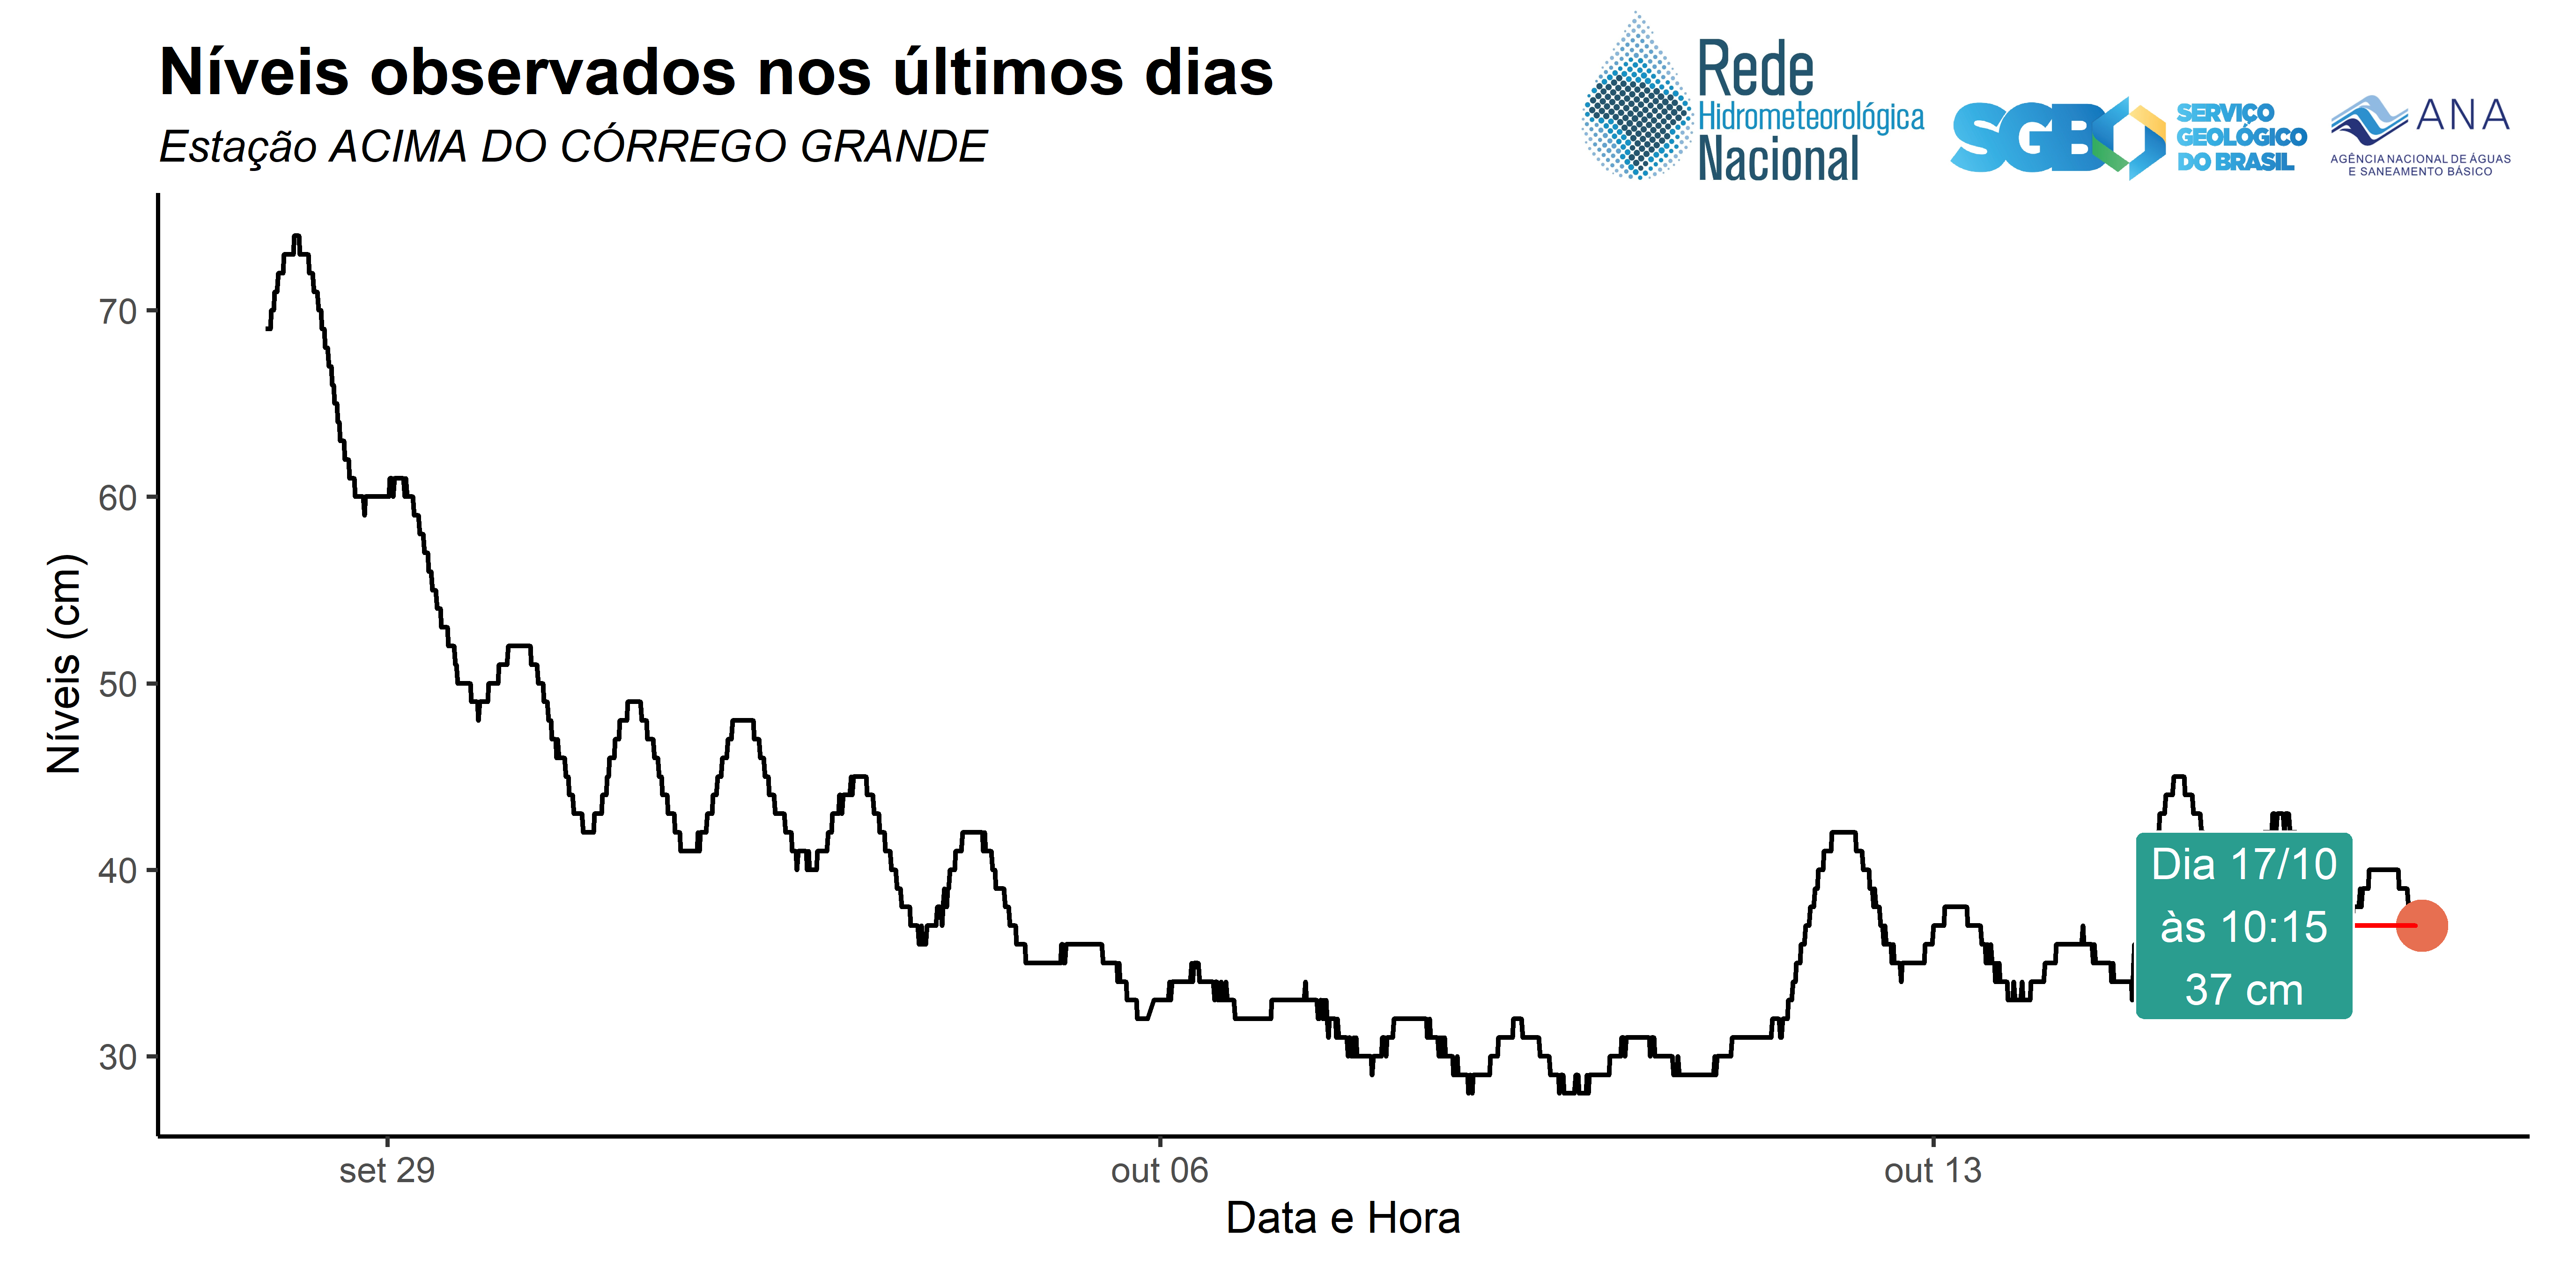 Níveis observados nos últimos dias
Estação ACIMA DO CÓRREGO GRANDE
Rede
Hidrometeorológica
Nacional
SGB
SERVIÇO
GEOLÓGICO
DO BRASIL
ANA
AGÊNCIA NACIONAL DE ÁGUAS
E SANEAMENTO BÁSICO
Níveis (cm)
70
60
50
40
30
Dia 17/10
às 10:15
37 cm
set 29
out 06
out 13
Data e Hora